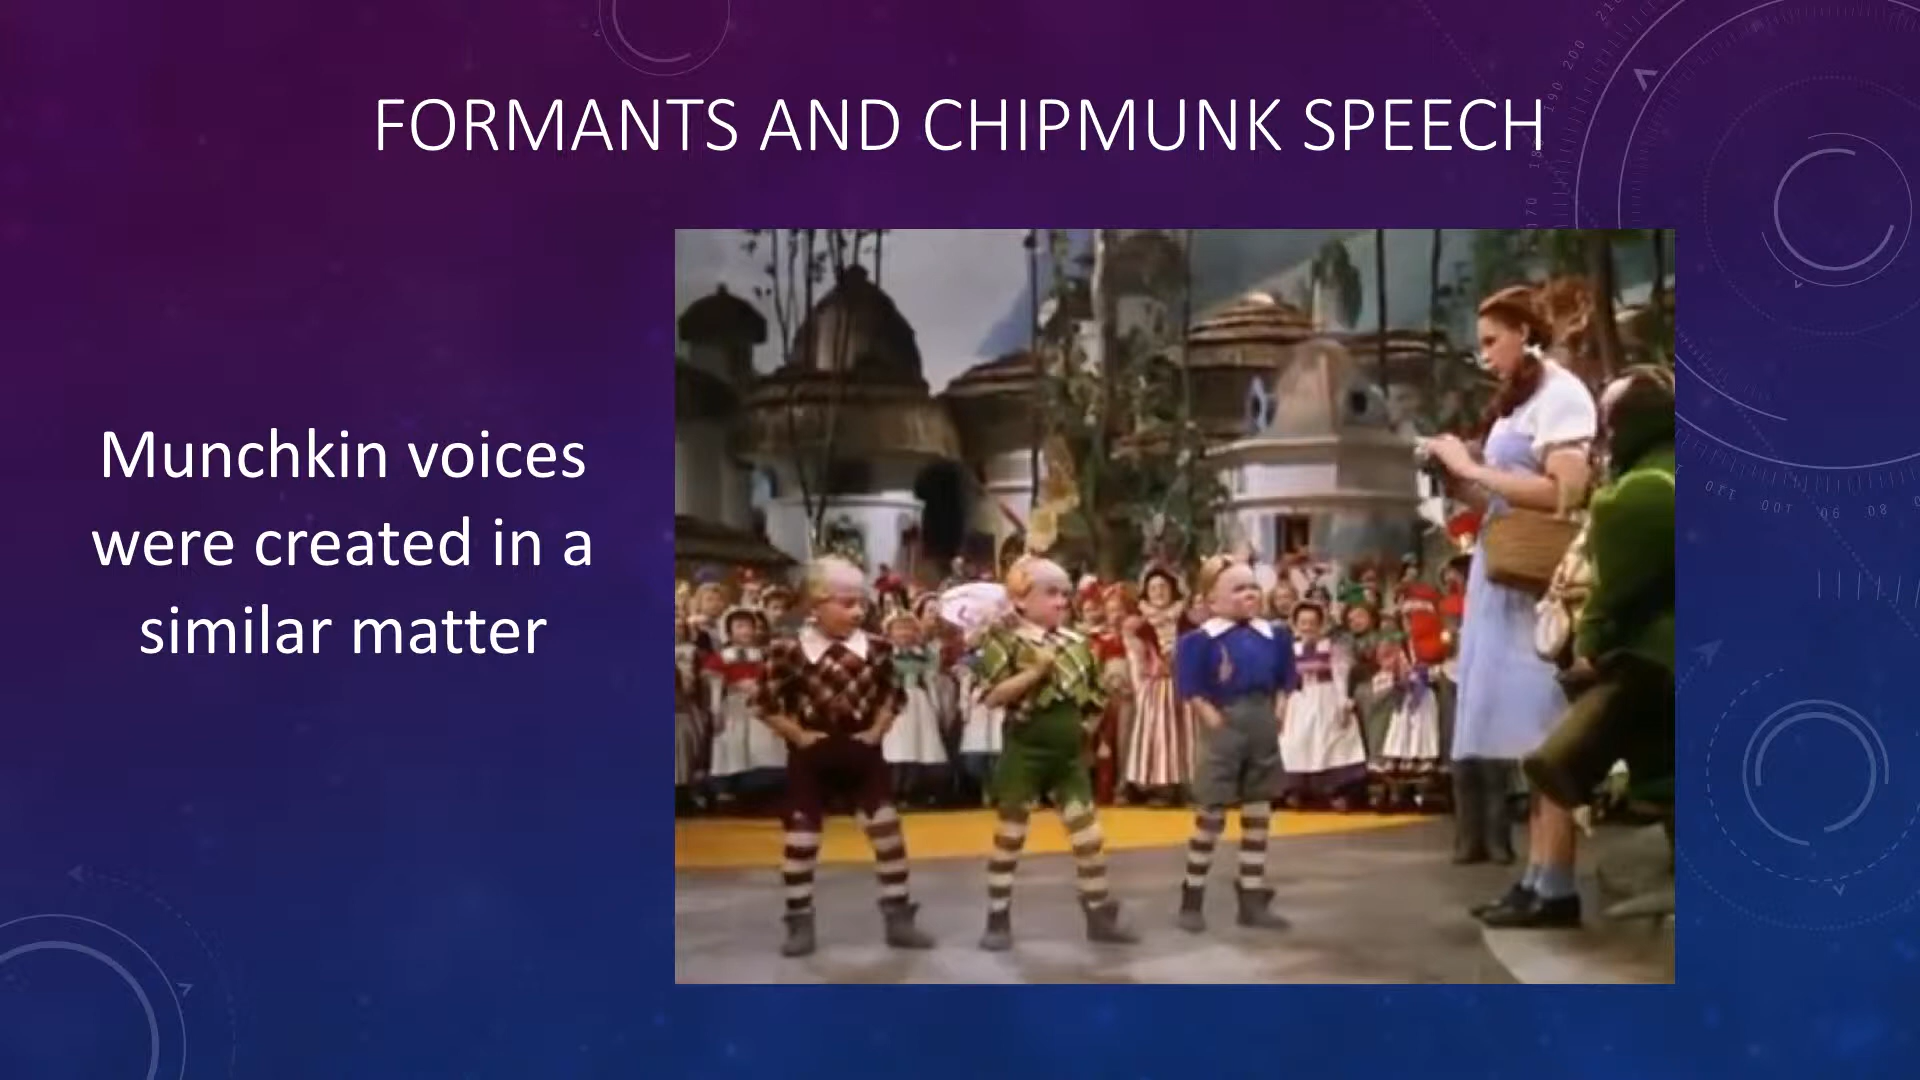 FORMANTS AND CHIPMUNK SPEECH
Munchkin voices
were created in a
similar matter